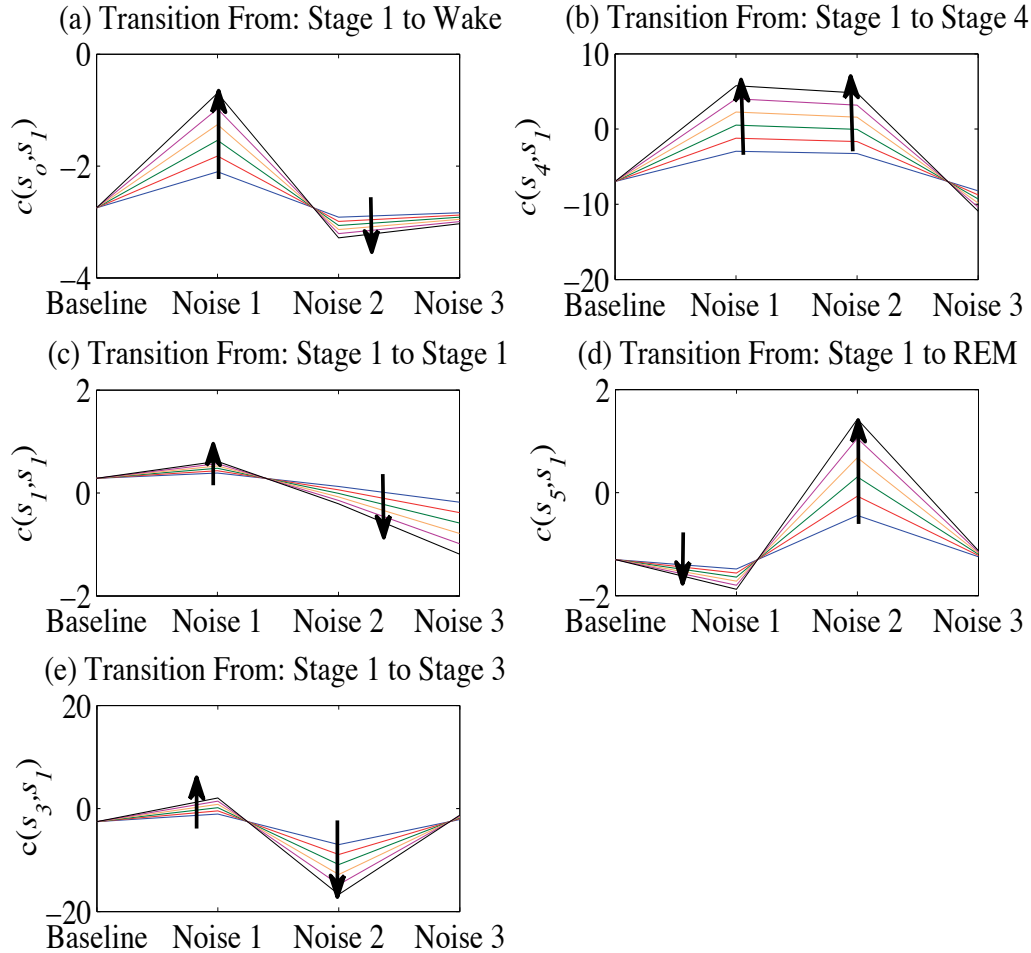 (a) Transition From: Stage 1 to Wake
0
−2
−4
c(s_o,s_1)
Baseline Noise 1 Noise 2 Noise 3
(b) Transition From: Stage 1 to Stage 4
10
0
−10
−20
c(s_4,s_1)
Baseline Noise 1 Noise 2 Noise 3
(c) Transition From: Stage 1 to Stage 1
2
0
−2
c(s_1,s_1)
Baseline Noise 1 Noise 2 Noise 3
(d) Transition From: Stage 1 to REM
2
0
−2
c(s_5,s_1)
Baseline Noise 1 Noise 2 Noise 3
(e) Transition From: Stage 1 to Stage 3
20
0
−20
c(s_3,s_1)
Baseline Noise 1 Noise 2 Noise 3